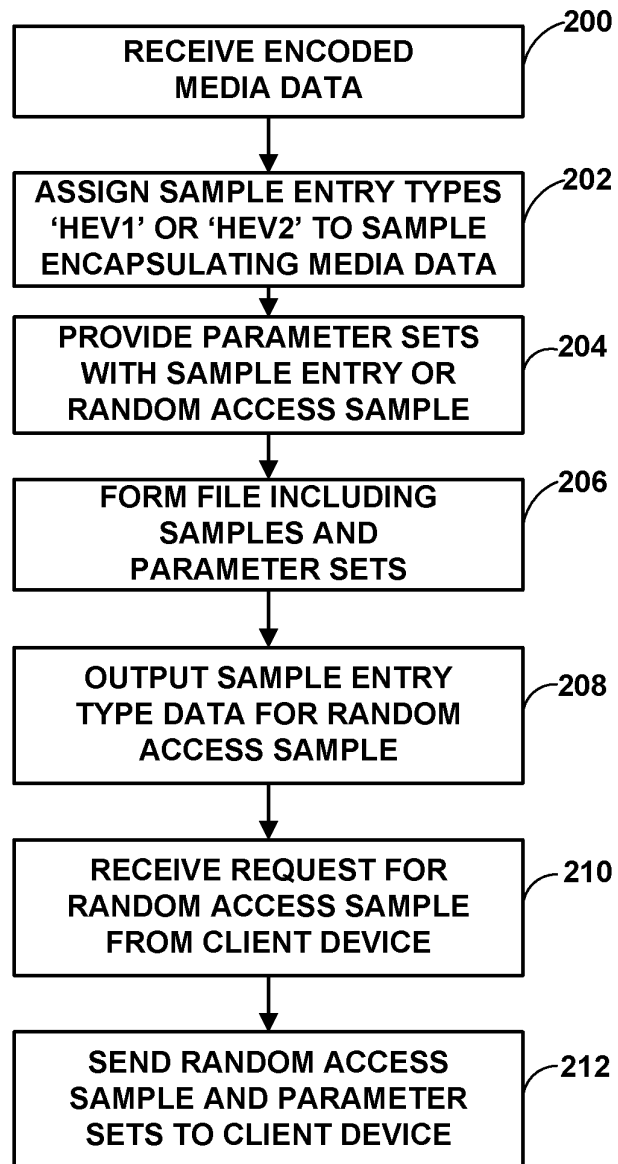 200
RECEIVE ENCODED
MEDIA DATA
202
ASSIGN SAMPLE ENTRY TYPES
‘HEV1’ OR ‘HEV2’ TO SAMPLE
ENCAPSULATING MEDIA DATA
204
PROVIDE PARAMETER SETS
WITH SAMPLE ENTRY OR
RANDOM ACCESS SAMPLE
206
FORM FILE INCLUDING
SAMPLES AND
PARAMETER SETS
208
OUTPUT SAMPLE ENTRY
TYPE DATA FOR RANDOM
ACCESS SAMPLE
210
RECEIVE REQUEST FOR
RANDOM ACCESS SAMPLE
FROM CLIENT DEVICE
212
SEND RANDOM ACCESS
SAMPLE AND PARAMETER
SETS TO CLIENT DEVICE